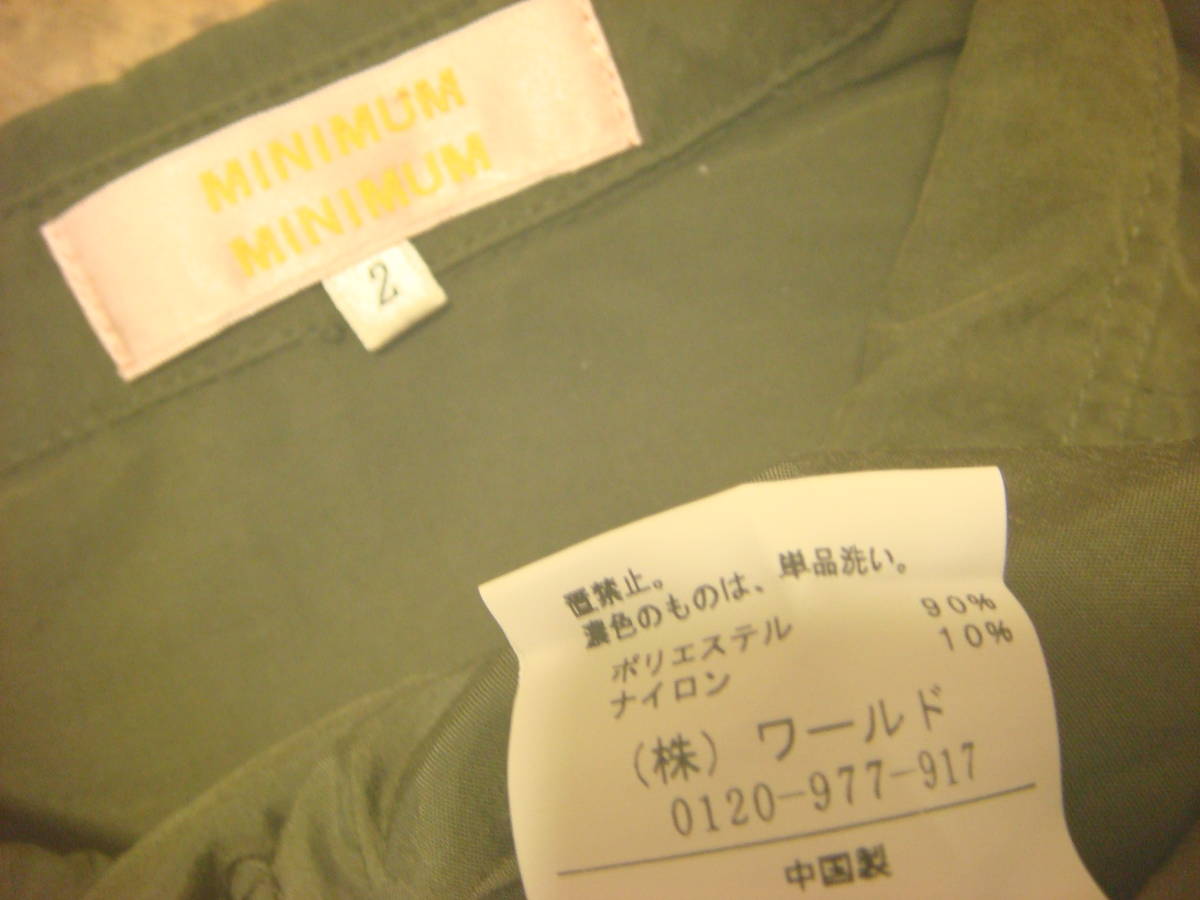 MINIMUM
MINIMUM
2
置禁止。
濃色のものは、単品洗い。
ポリエステル 90%
ナイロン 10%
(株) ワールド
0120-977-917
中国製